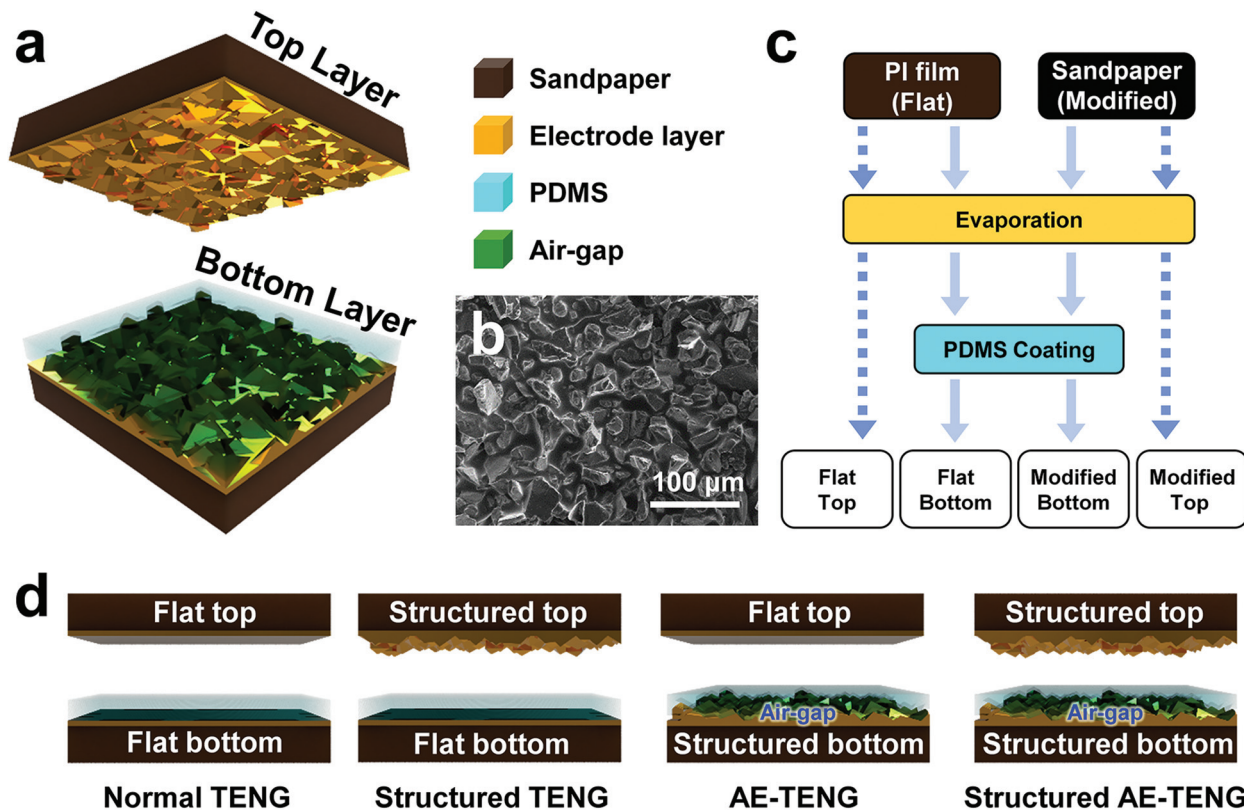 a
Top Layer
Bottom Layer
Sandpaper
Electrode layer
PDMS
Air-gap
b
100 µm
c
PI film
(Flat)
Sandpaper
(Modified)
Evaporation
PDMS Coating
Flat
Top
Flat
Bottom
Modified
Bottom
Modified
Top
d
Flat top
Flat bottom
Normal TENG
Structured top
Flat bottom
Structured TENG
Flat top
Air-gap
Structured bottom
AE-TENG
Structured top
Air-gap
Structured bottom
Structured AE-TENG